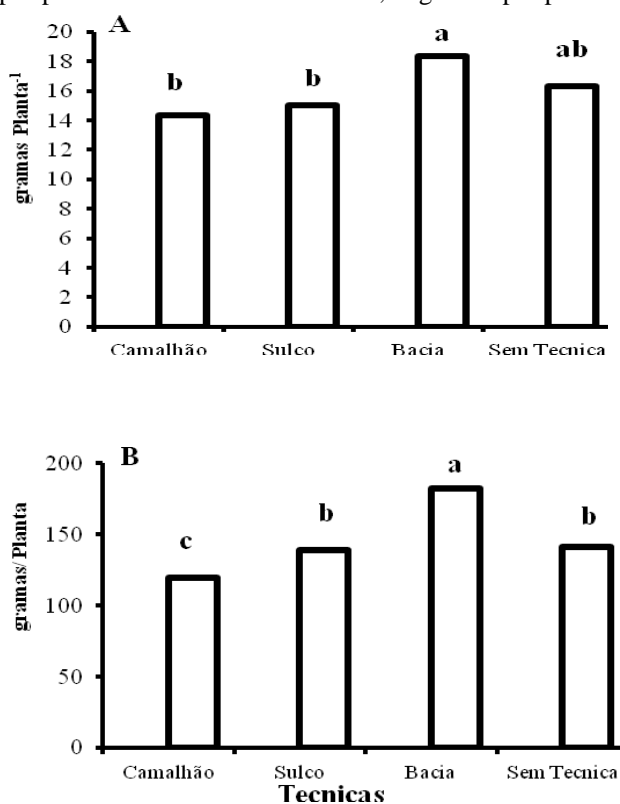 A
gramas Planta-¹
20
18
16
14
12
10
8
6
4
2
0
b
b
a
ab
Camalhão Sulco Bacia Sem Tecnica
B
gramas/Planta
200
150
100
50
0
c
b
a
b
Camalhão Sulco Bacia Sem Tecnica
Tecnicas